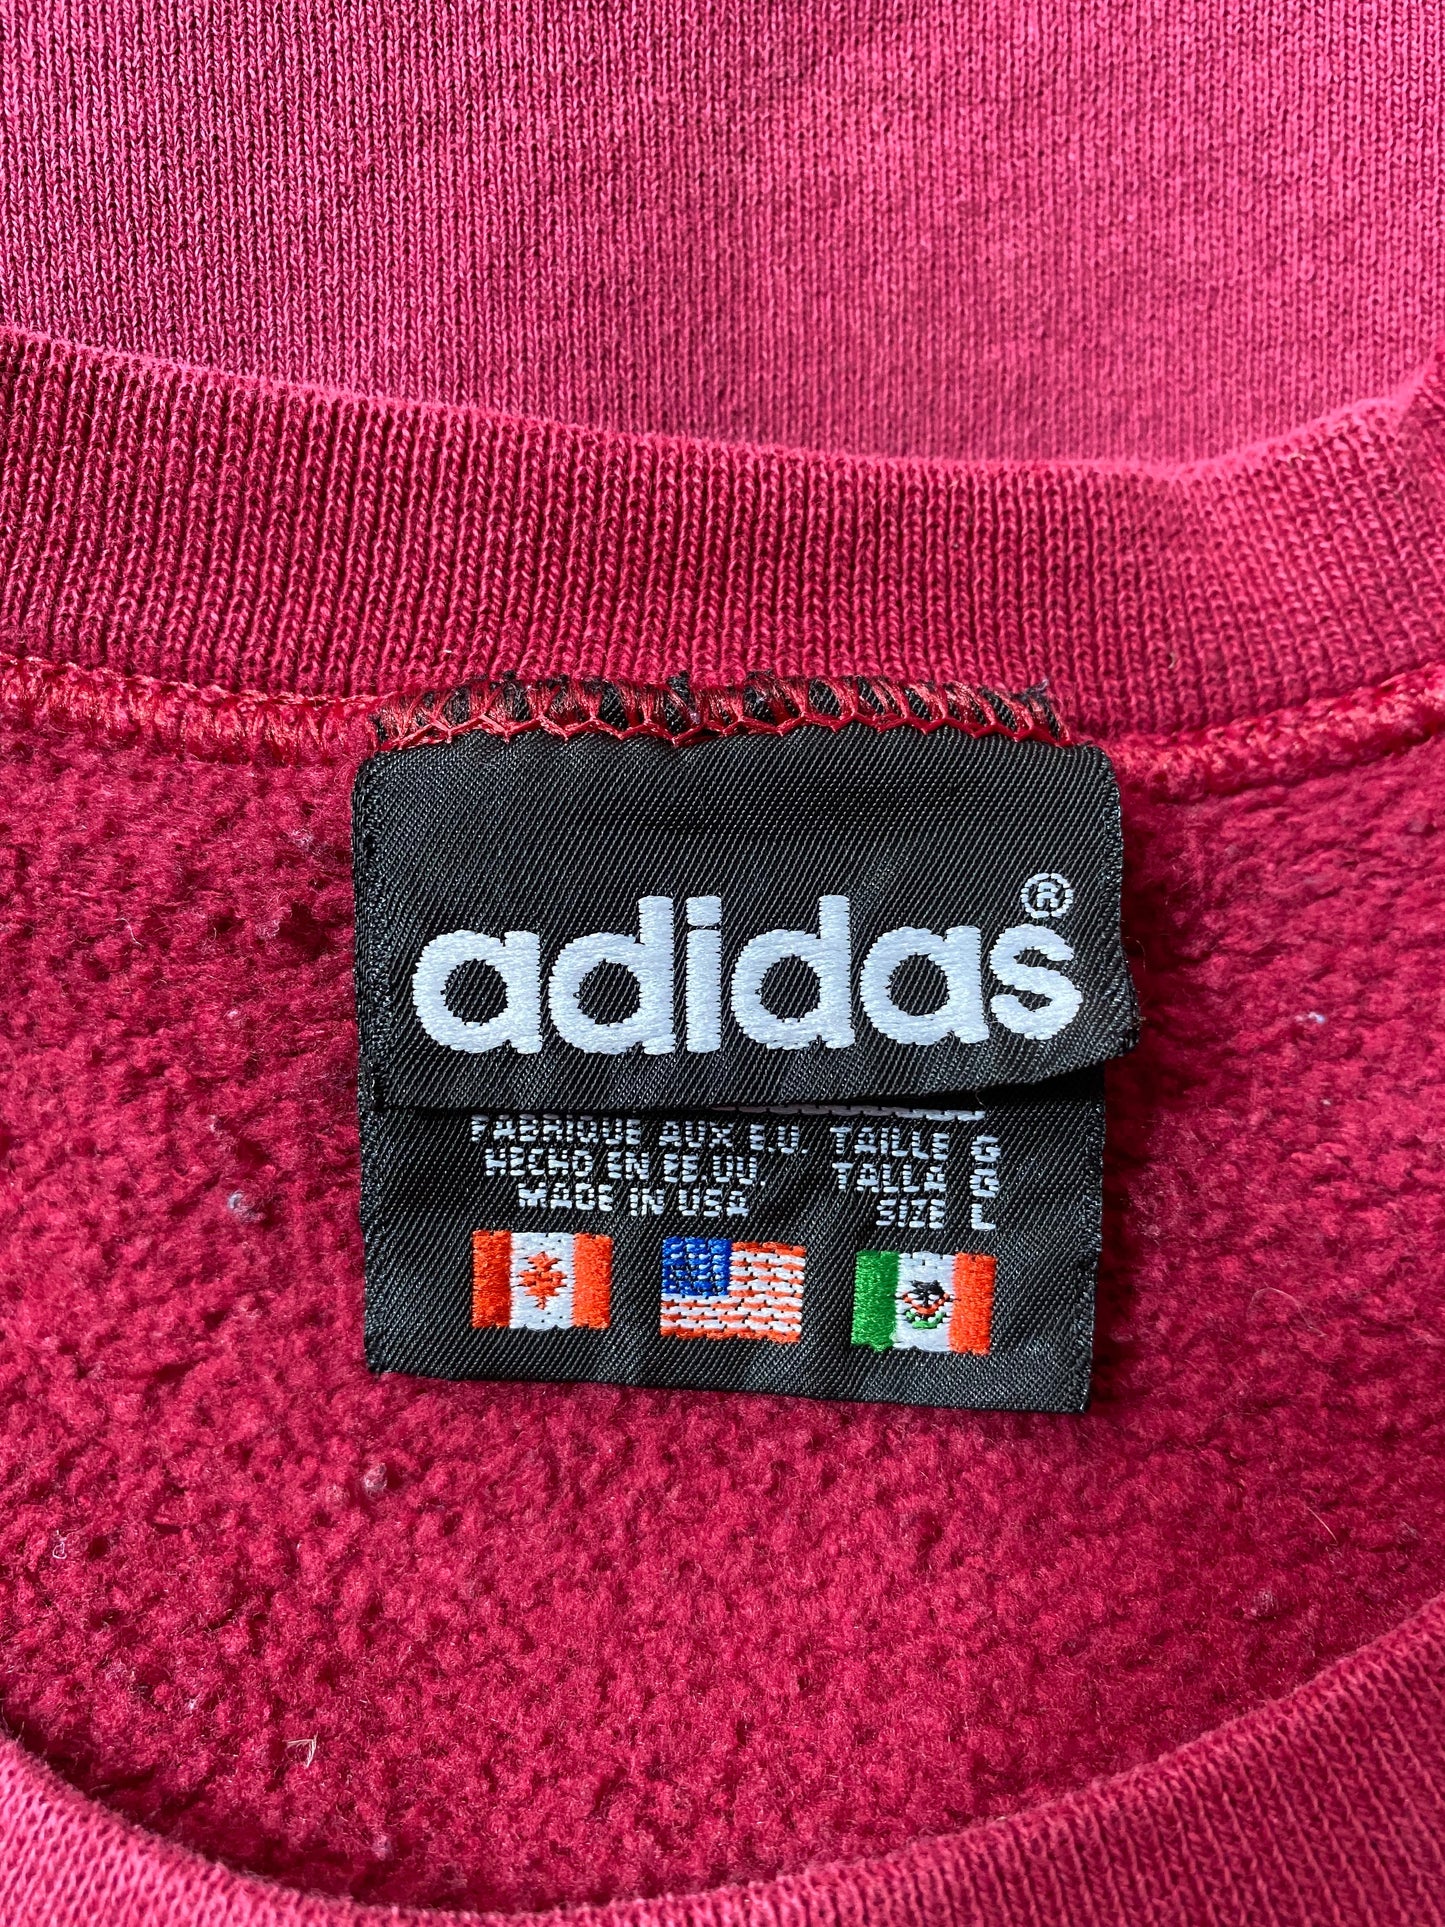 adidas®
FABRIQUE AUX E.U. TAILLE
HECHO EN EE.UU. TALLA
MADE IN USA SIZE
L G/G